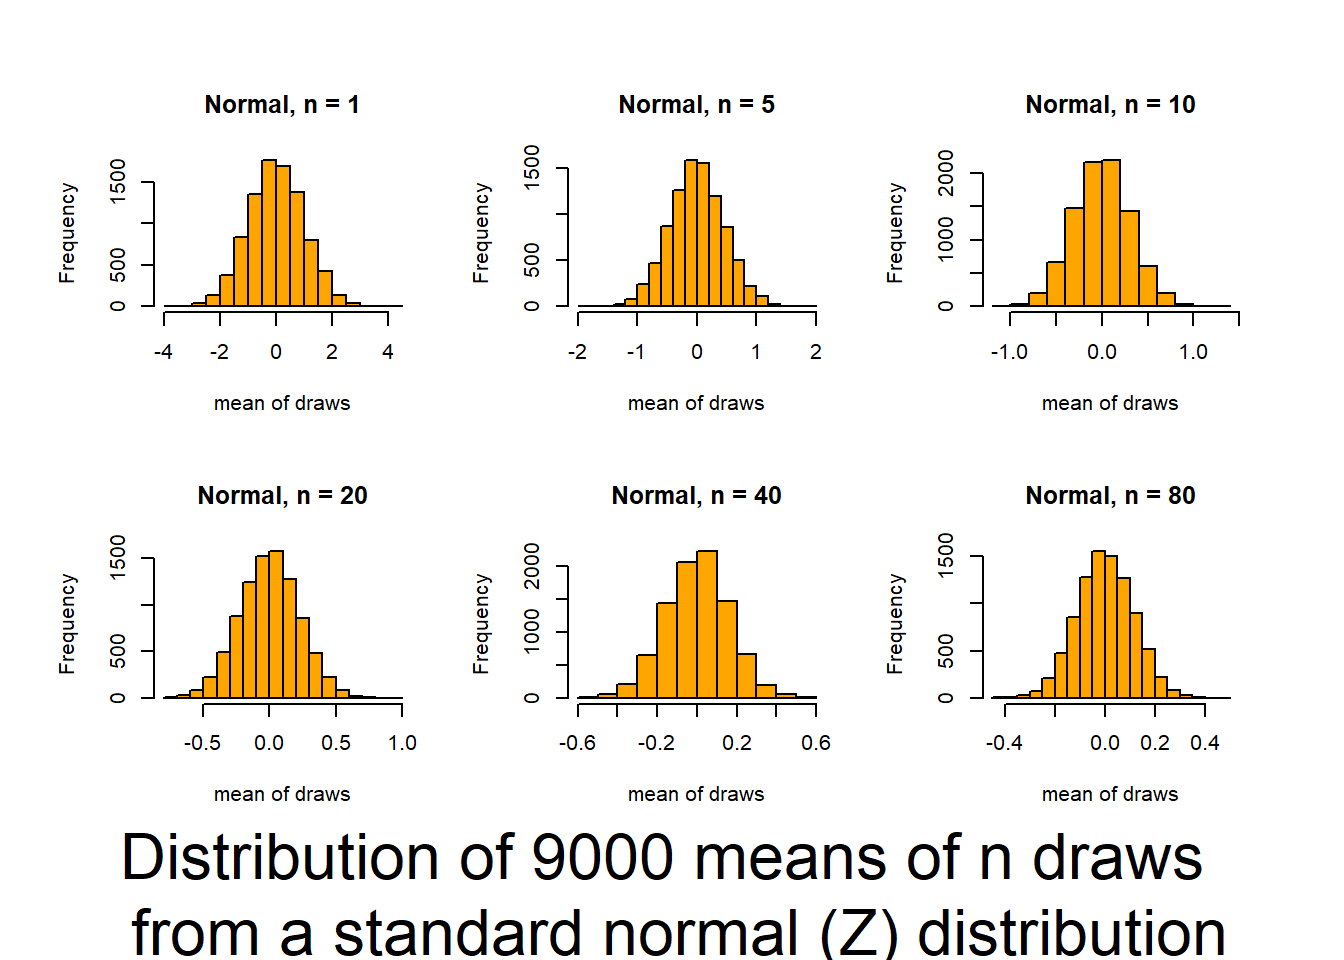 Normal, n = 1
Frequency
1500
500
0
-4 -2 0 2 4
mean of draws
Normal, n = 5
Frequency
1500
500
0
-2 -1 0 1 2
mean of draws
Normal, n = 10
Frequency
2000
1000
0
-1.0 0.0 1.0
mean of draws
Normal, n = 20
Frequency
1500
500
0
-0.5 0.0 0.5 1.0
mean of draws
Normal, n = 40
Frequency
2000
1000
0
-0.6 -0.2 0.2 0.6
mean of draws
Normal, n = 80
Frequency
1500
500
0
-0.4 0.0 0.2 0.4
mean of draws
Distribution of 9000 means of n draws
from a standard normal (Z) distribution